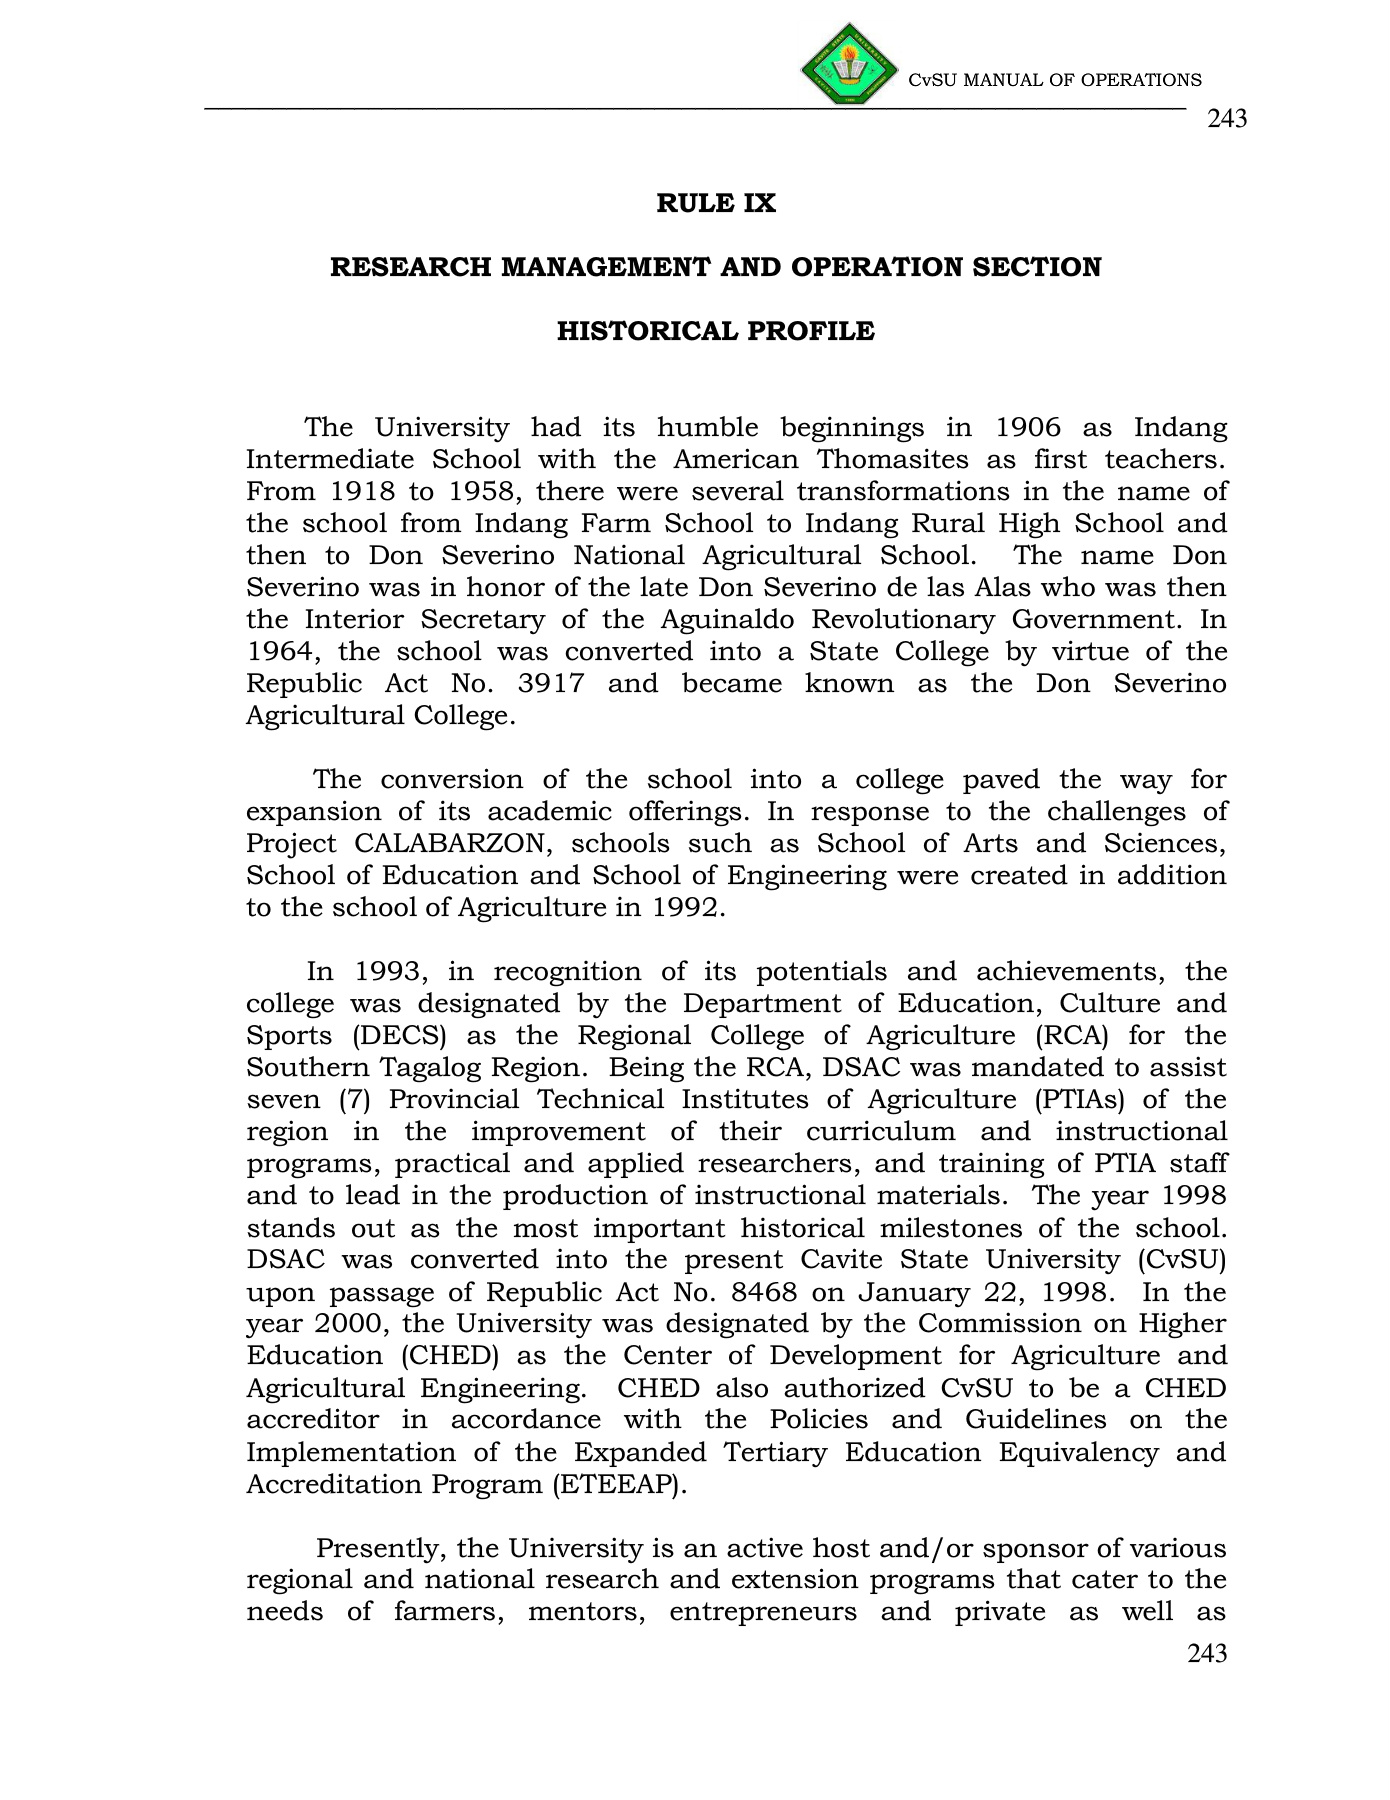 CvSU MANUAL OF OPERATIONS
243
RULE IX
RESEARCH MANAGEMENT AND OPERATION SECTION
HISTORICAL PROFILE
The University had its humble beginnings in 1906 as Indang
Intermediate School with the American Thomasites as first teachers.
From 1918 to 1958, there were several transformations in the name of
the school from Indang Farm School to Indang Rural High School and
then to Don Severino National Agricultural School. The name Don
Severino was in honor of the late Don Severino de las Alas who was then
the Interior Secretary of the Aguinaldo Revolutionary Government. In
1964, the school was converted into a State College by virtue of the
Republic Act No. 3917 and became known as the Don Severino
Agricultural College.
The conversion of the school into a college paved the way for
expansion of its academic offerings. In response to the challenges of
Project CALABARZON, schools such as School of Arts and Sciences,
School of Education and School of Engineering were created in addition
to the school of Agriculture in 1992.
In 1993, in recognition of its potentials and achievements, the
college was designated by the Department of Education, Culture and
Sports (DECS) as the Regional College of Agriculture (RCA) for the
Southern Tagalog Region. Being the RCA, DSAC was mandated to assist
seven (7) Provincial Technical Institutes of Agriculture (PTIAs) of the
region in the improvement of their curriculum and instructional
programs, practical and applied researchers, and training of PTIA staff
and to lead in the production of instructional materials. The year 1998
stands out as the most important historical milestones of the school.
DSAC was converted into the present Cavite State University (CvSU)
upon passage of Republic Act No. 8468 on January 22, 1998. In the
year 2000, the University was designated by the Commission on Higher
Education (CHED) as the Center of Development for Agriculture and
Agricultural Engineering. CHED also authorized CvSU to be a CHED
accreditor in accordance with the Policies and Guidelines on the
Implementation of the Expanded Tertiary Education Equivalency and
Accreditation Program (ETEEAP).
Presently, the University is an active host and/or sponsor of various
regional and national research and extension programs that cater to the
needs of farmers, mentors, entrepreneurs and private as well as
243